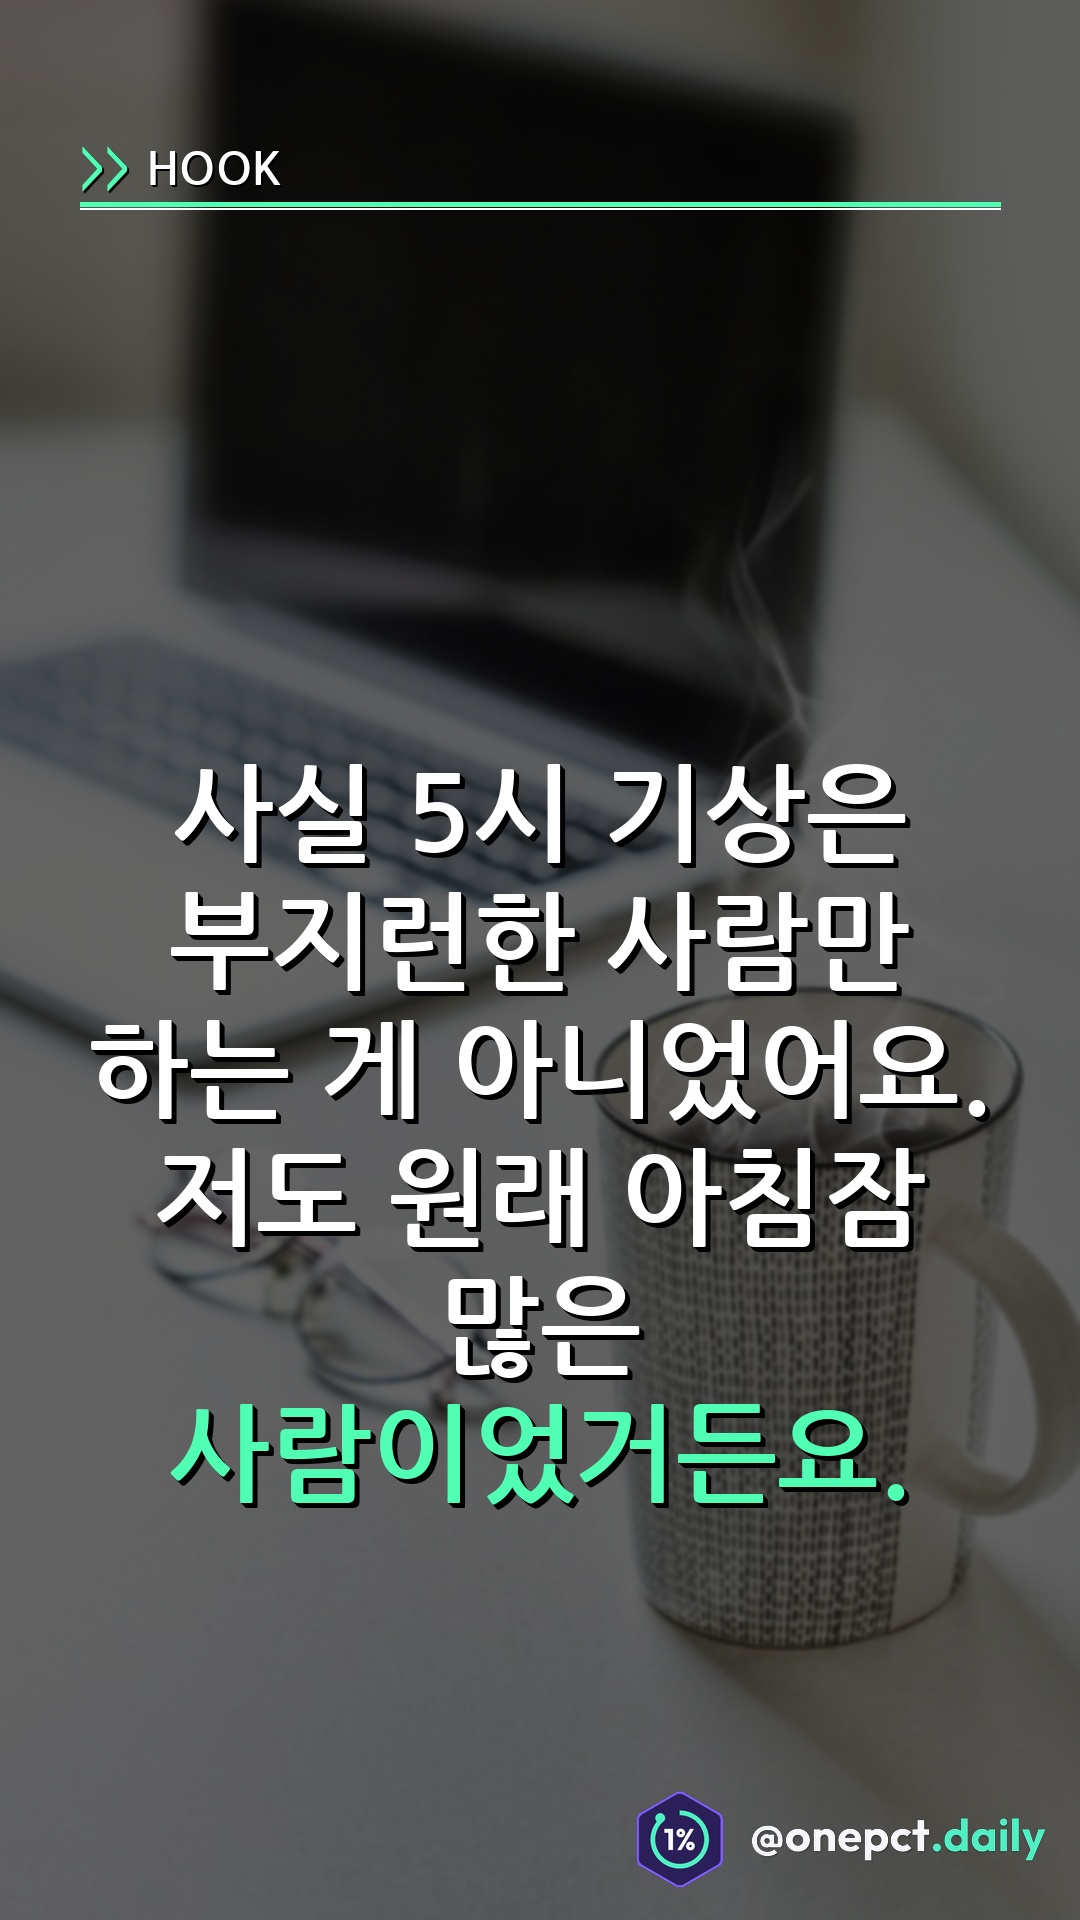 HOOK
사실 5시 기상은
부지런한 사람만
하는 게 아니었어요.
저도 원래 아침잠
많은
사람이었거든요.
1%
@onepct.daily